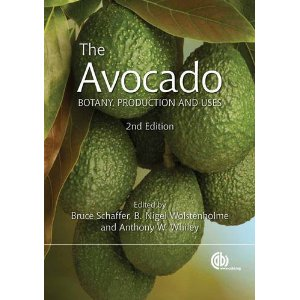 The
Avocado
BOTANY, PRODUCTION AND USES
2nd Edition
Edited by
Bruce Schaffer, B. Nigel Wolstenholme
and Anthony W. Whiley